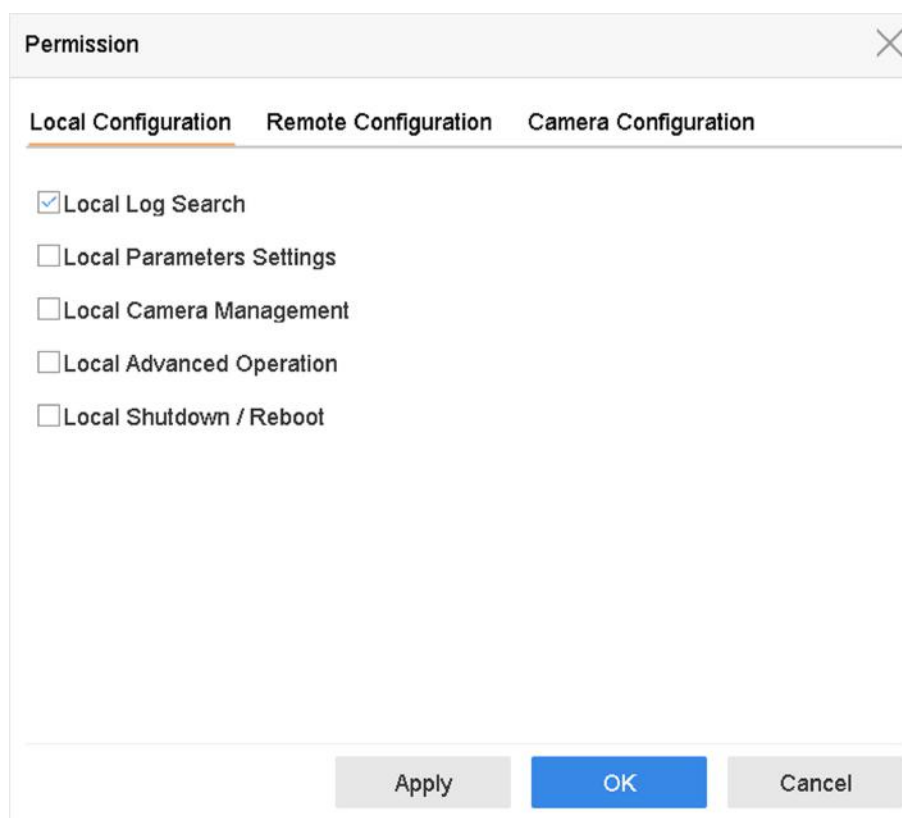 Permission
Local Configuration Remote Configuration Camera Configuration
Local Log Search
Local Parameters Settings
Local Camera Management
Local Advanced Operation
Local Shutdown / Reboot
Apply OK Cancel